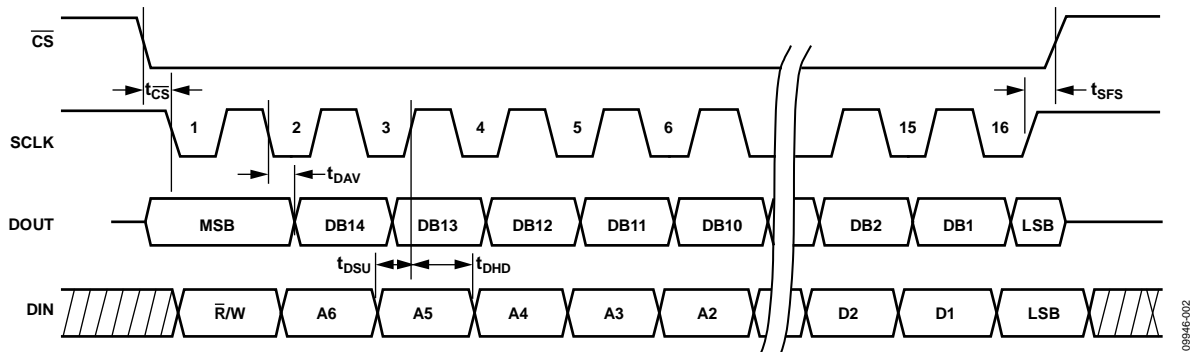 CS
tCS
tSFS
SCLK
1 2 3 4 5 6 15 16
tDAV
DOUT
MSB DB14 DB13 DB12 DB11 DB10 DB2 DB1 LSB
tDSU tDHD
DIN
R̅/W A6 A5 A4 A3 A2 D2 D1 LSB
09946-002